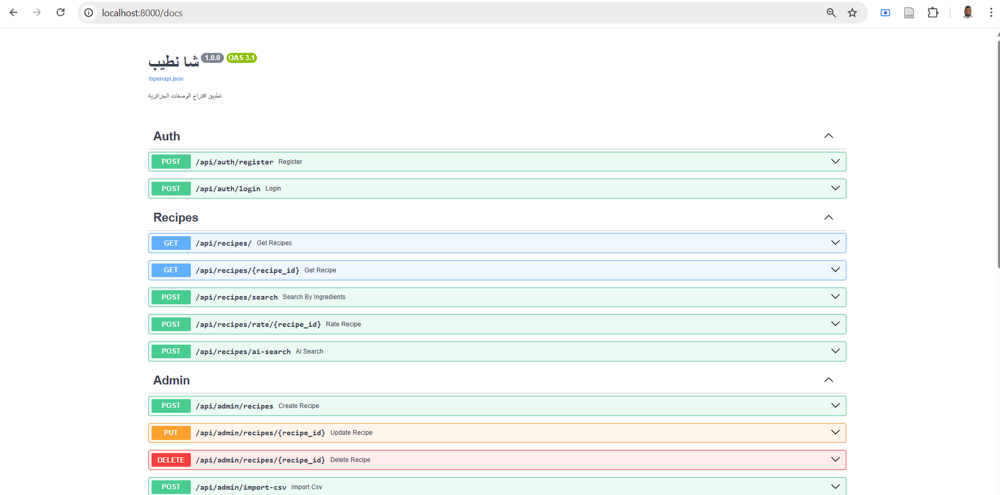 localhost:8000/docs
شا نطيب 1.0.0 OAS 3.1
/openapi.json
تطبيق اقتراح الوصفات الجزائرية
Auth
POST /api/auth/register Register
POST /api/auth/login Login
Recipes
GET /api/recipes/ Get Recipes
GET /api/recipes/{recipe_id} Get Recipe
POST /api/recipes/search Search By Ingredients
POST /api/recipes/rate/{recipe_id} Rate Recipe
POST /api/recipes/ai-search Ai Search
Admin
POST /api/admin/recipes Create Recipe
PUT /api/admin/recipes/{recipe_id} Update Recipe
DELETE /api/admin/recipes/{recipe_id} Delete Recipe
POST /api/admin/import-csv Import Csv